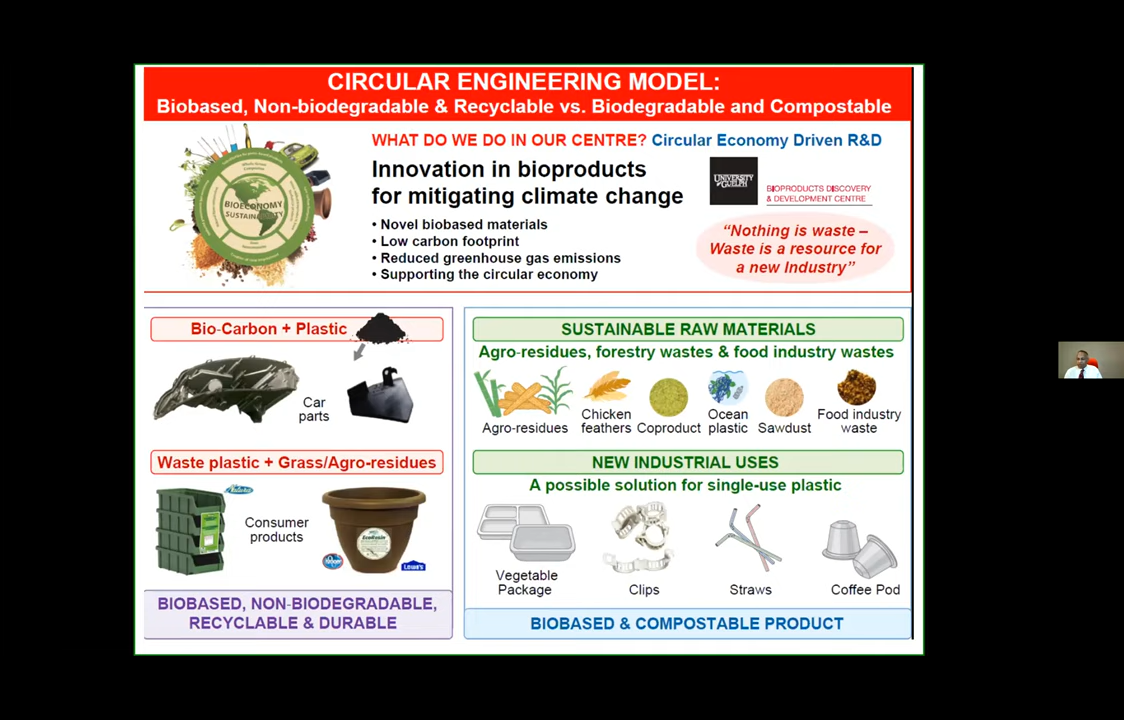 CIRCULAR ENGINEERING MODEL:
Biobased, Non-biodegradable & Recyclable vs. Biodegradable and Compostable
WHAT DO WE DO IN OUR CENTRE? Circular Economy Driven R&D
Innovation in bioproducts
for mitigating climate change
• Novel biobased materials
• Low carbon footprint
• Reduced greenhouse gas emissions
• Supporting the circular economy
BIOECONOMY
SUSTAINABILITY
UNIVERSITY
OF GUELPH
BIOPRODUCTS DISCOVERY
& DEVELOPMENT CENTRE
“Nothing is waste –
Waste is a resource for
a new Industry”
Bio-Carbon + Plastic
Car
parts
Waste plastic + Grass/Agro-residues
Consumer
products
EcoResin
LOWE'S
BIOBASED, NON-BIODEGRADABLE,
RECYCLABLE & DURABLE
SUSTAINABLE RAW MATERIALS
Agro-residues, forestry wastes & food industry wastes
Agro-residues
Chicken
feathers
Coproduct
Ocean
plastic
Sawdust
Food industry
waste
NEW INDUSTRIAL USES
A possible solution for single-use plastic
Vegetable
Package
Clips
Straws
Coffee Pod
BIOBASED & COMPOSTABLE PRODUCT